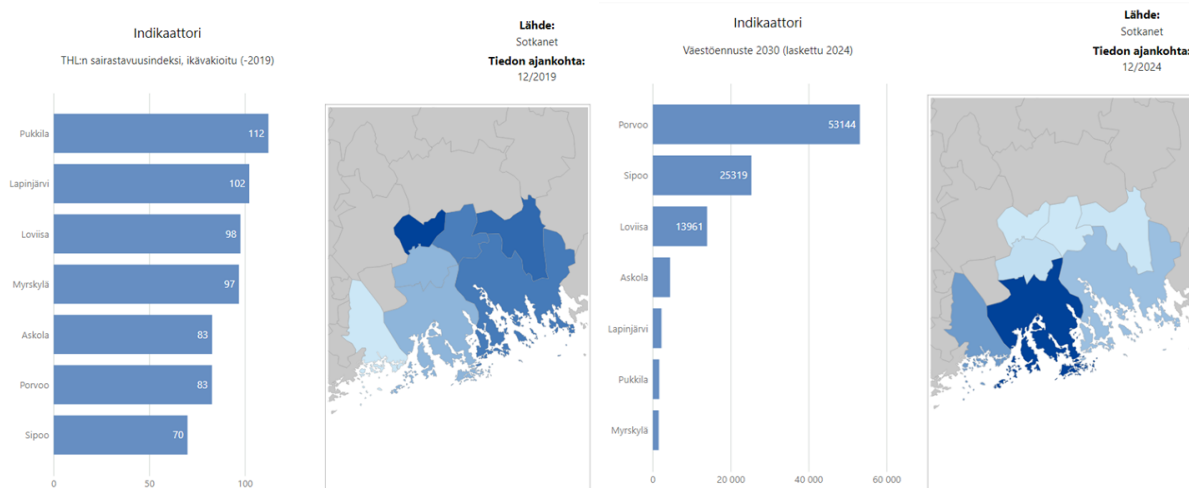 Indikaattori
THL:n sairastavuusindeksi, ikävakioitu (-2019)
Lähde:
Sotkanet
Tiedon ajankohta:
12/2019
Pukkila 112
Lapinjärvi 102
Loviisa 98
Myrskylä 97
Askola 83
Porvoo 83
Sipoo 70
0 50 100
Indikaattori
Väestöennuste 2030 (laskettu 2024)
Lähde:
Sotkanet
Tiedon ajankohta:
12/2024
Porvoo 53144
Sipoo 25319
Loviisa 13961
Askola
Lapinjärvi
Pukkila
Myrskylä
0 20 000 40 000 60 000